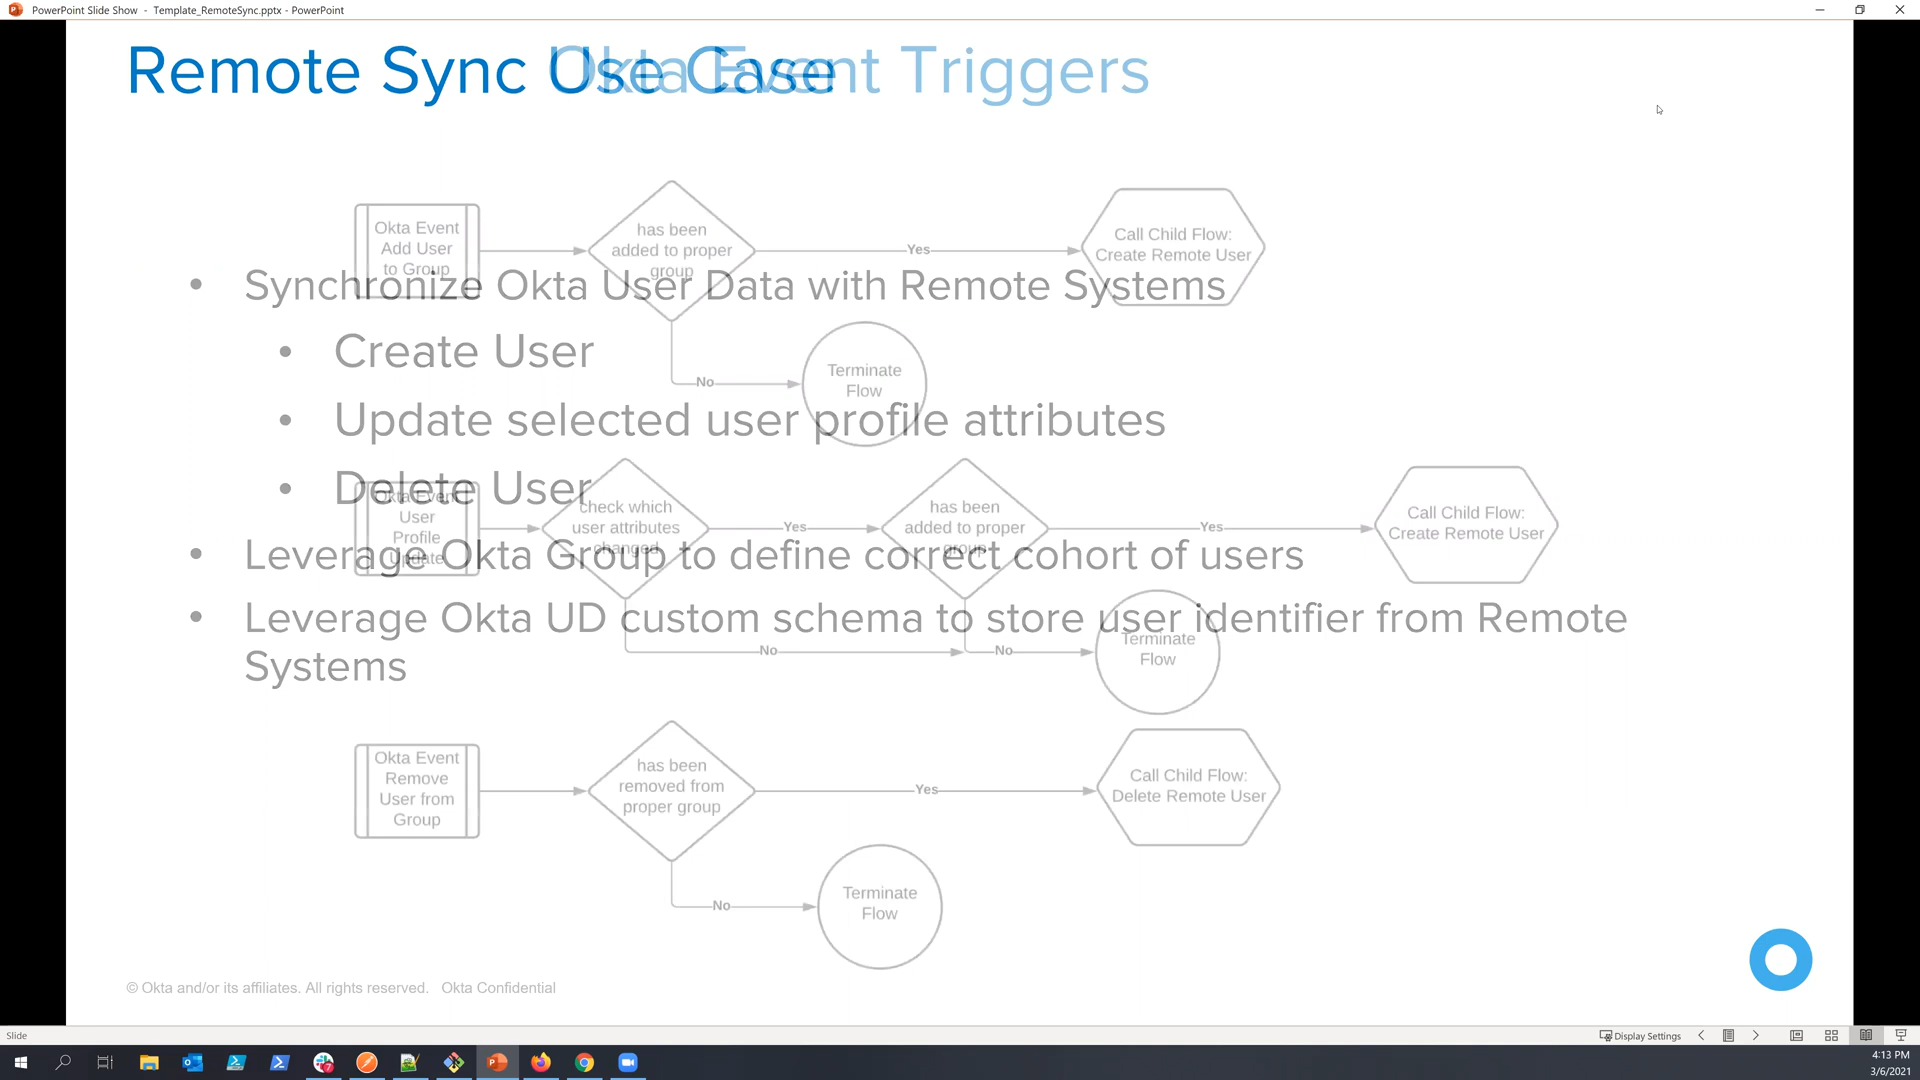 PowerPoint Slide Show - Template_RemoteSync.pptx - PowerPoint
Remote Sync Use Case
Remote Sync Okta Event Triggers
Okta Event
Add User
to Group
has been
added to proper
group
Yes
Call Child Flow:
Create Remote User
No
Terminate
Flow
• Synchronize Okta User Data with Remote Systems
• Create User
• Update selected user profile attributes
• Delete User
• Leverage Okta Group to define correct cohort of users
• Leverage Okta UD custom schema to store user identifier from Remote
Systems
Okta Event
User
Profile
Update
check which
user attributes
changed
Yes
has been
added to proper
group
Yes
Call Child Flow:
Create Remote User
No
No
Terminate
Flow
Okta Event
Remove
User from
Group
has been
removed from
proper group
Yes
Call Child Flow:
Delete Remote User
No
Terminate
Flow
© Okta and/or its affiliates. All rights reserved. Okta Confidential
Slide
Display Settings
4:13 PM
3/6/2021